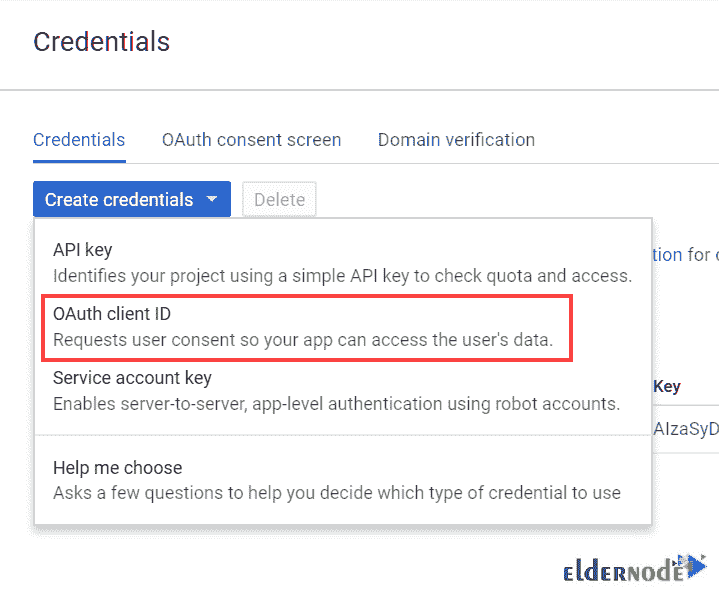 Credentials
Credentials OAuth consent screen Domain verification
Create credentials Delete
API key
Identifies your project using a simple API key to check quota and access.
tion for
OAuth client ID
Requests user consent so your app can access the user's data.
Service account key
Key
Enables server-to-server, app-level authentication using robot accounts.
AIzaSyD
Help me choose
Asks a few questions to help you decide which type of credential to use
eldernode